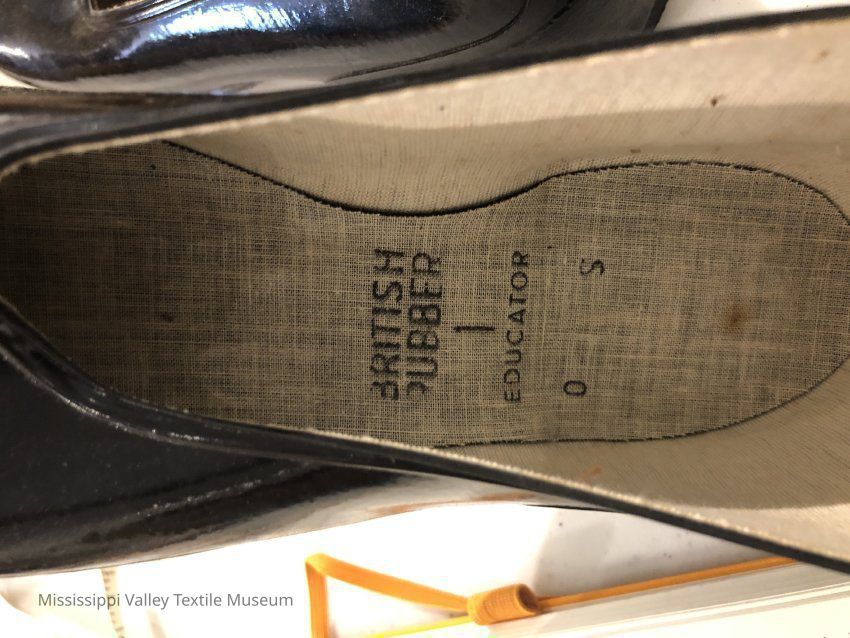 BRITISH
RUBBER
EDUCATOR
0 S
Mississippi Valley Textile Museum